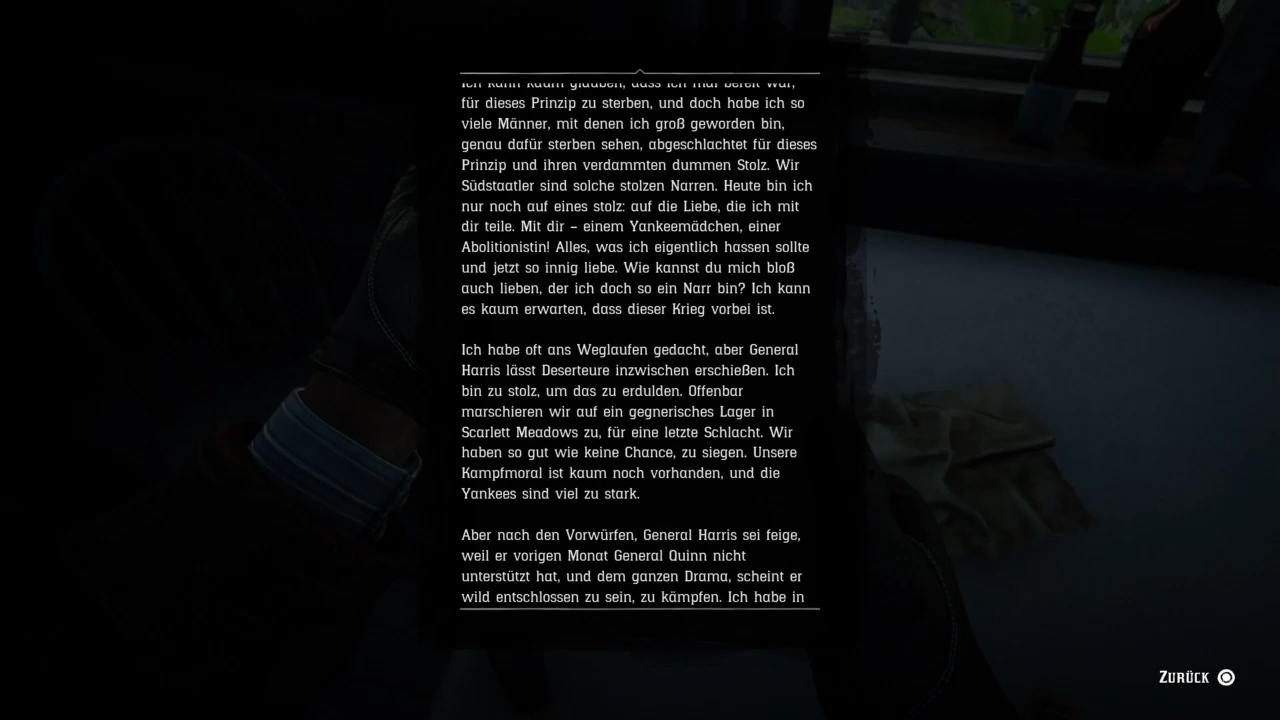 Ich kann kaum glauben, dass ich mal bereit war,
für dieses Prinzip zu sterben, und doch habe ich so
viele Männer, mit denen ich groß geworden bin,
genau dafür sterben sehen, abgeschlachtet für dieses
Prinzip und ihren verdammten dummen Stolz. Wir
Südstaatler sind solche stolzen Narren. Heute bin ich
nur noch auf eines stolz: auf die Liebe, die ich mit
dir teile. Mit dir – einem Yankeemädchen, einer
Abolitionistin! Alles, was ich eigentlich hassen sollte
und jetzt so innig liebe. Wie kannst du mich bloß
auch lieben, der ich doch so ein Narr bin? Ich kann
es kaum erwarten, dass dieser Krieg vorbei ist.
Ich habe oft ans Weglaufen gedacht, aber General
Harris lässt Deserteure inzwischen erschießen. Ich
bin zu stolz, um das zu erdulden. Offenbar
marschieren wir auf ein gegnerisches Lager in
Scarlett Meadows zu, für eine letzte Schlacht. Wir
haben so gut wie keine Chance, zu siegen. Unsere
Kampfmoral ist kaum noch vorhanden, und die
Yankees sind viel zu stark.
Aber nach den Vorwürfen, General Harris sei feige,
weil er vorigen Monat General Quinn nicht
unterstützt hat, und dem ganzen Drama, scheint er
wild entschlossen zu sein, zu kämpfen. Ich habe in
Zurück